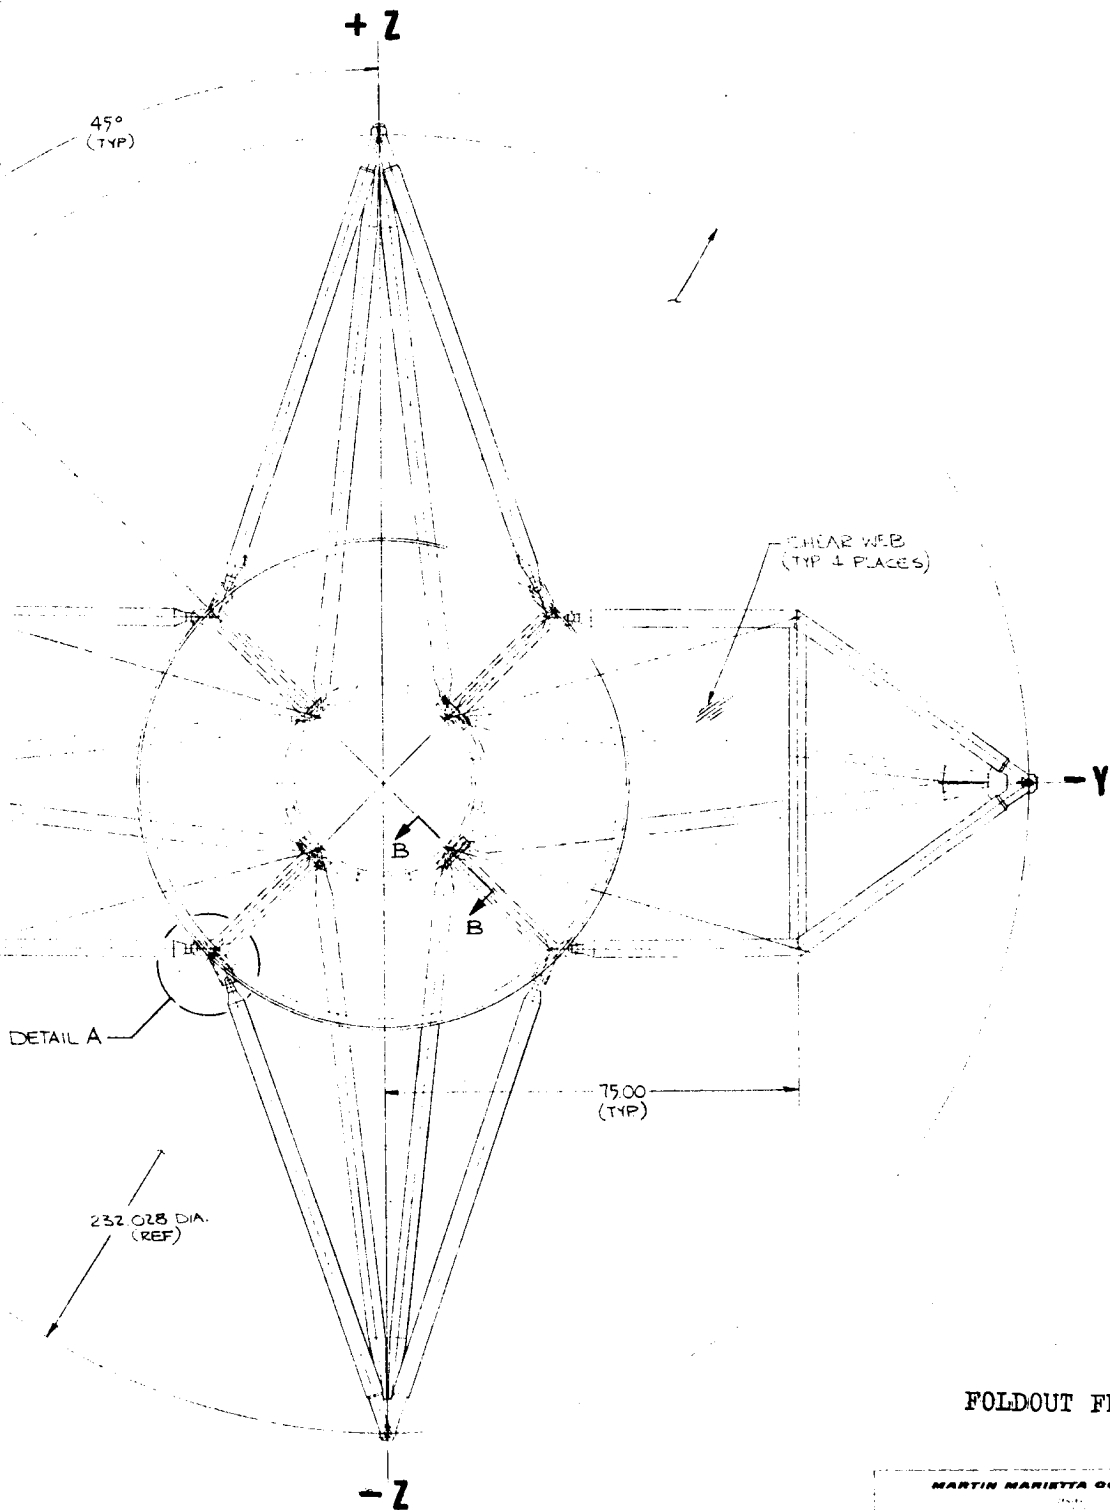 + Z
45°
(TYP)
SHEAR WEB
(TYP 4 PLACES)
- Y
B
B
DETAIL A
75.00
(TYP)
232.028 DIA.
(REF)
FOLDOUT
- Z
MARTIN MARIETTA